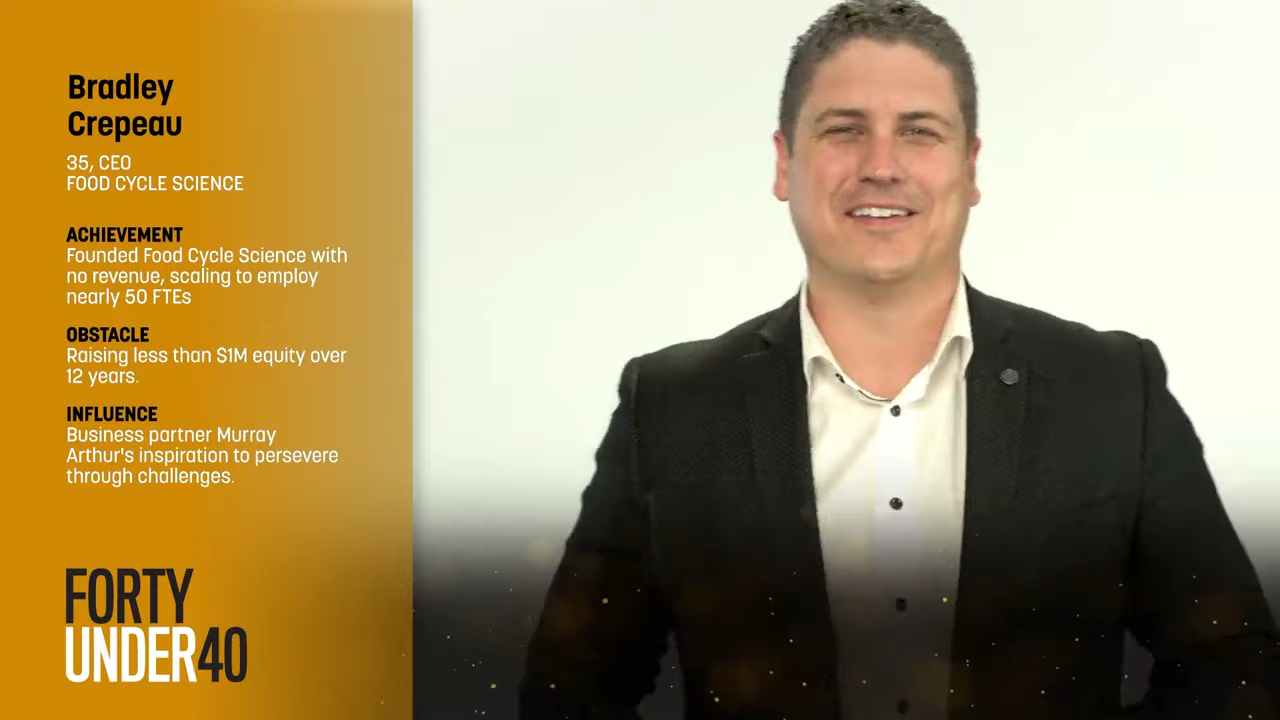 Bradley
Crepeau
35, CEO
FOOD CYCLE SCIENCE
ACHIEVEMENT
Founded Food Cycle Science with
no revenue, scaling to employ
nearly 50 FTEs
OBSTACLE
Raising less than $1M equity over
12 years.
INFLUENCE
Business partner Murray
Arthur's inspiration to persevere
through challenges.
FORTY
UNDER40